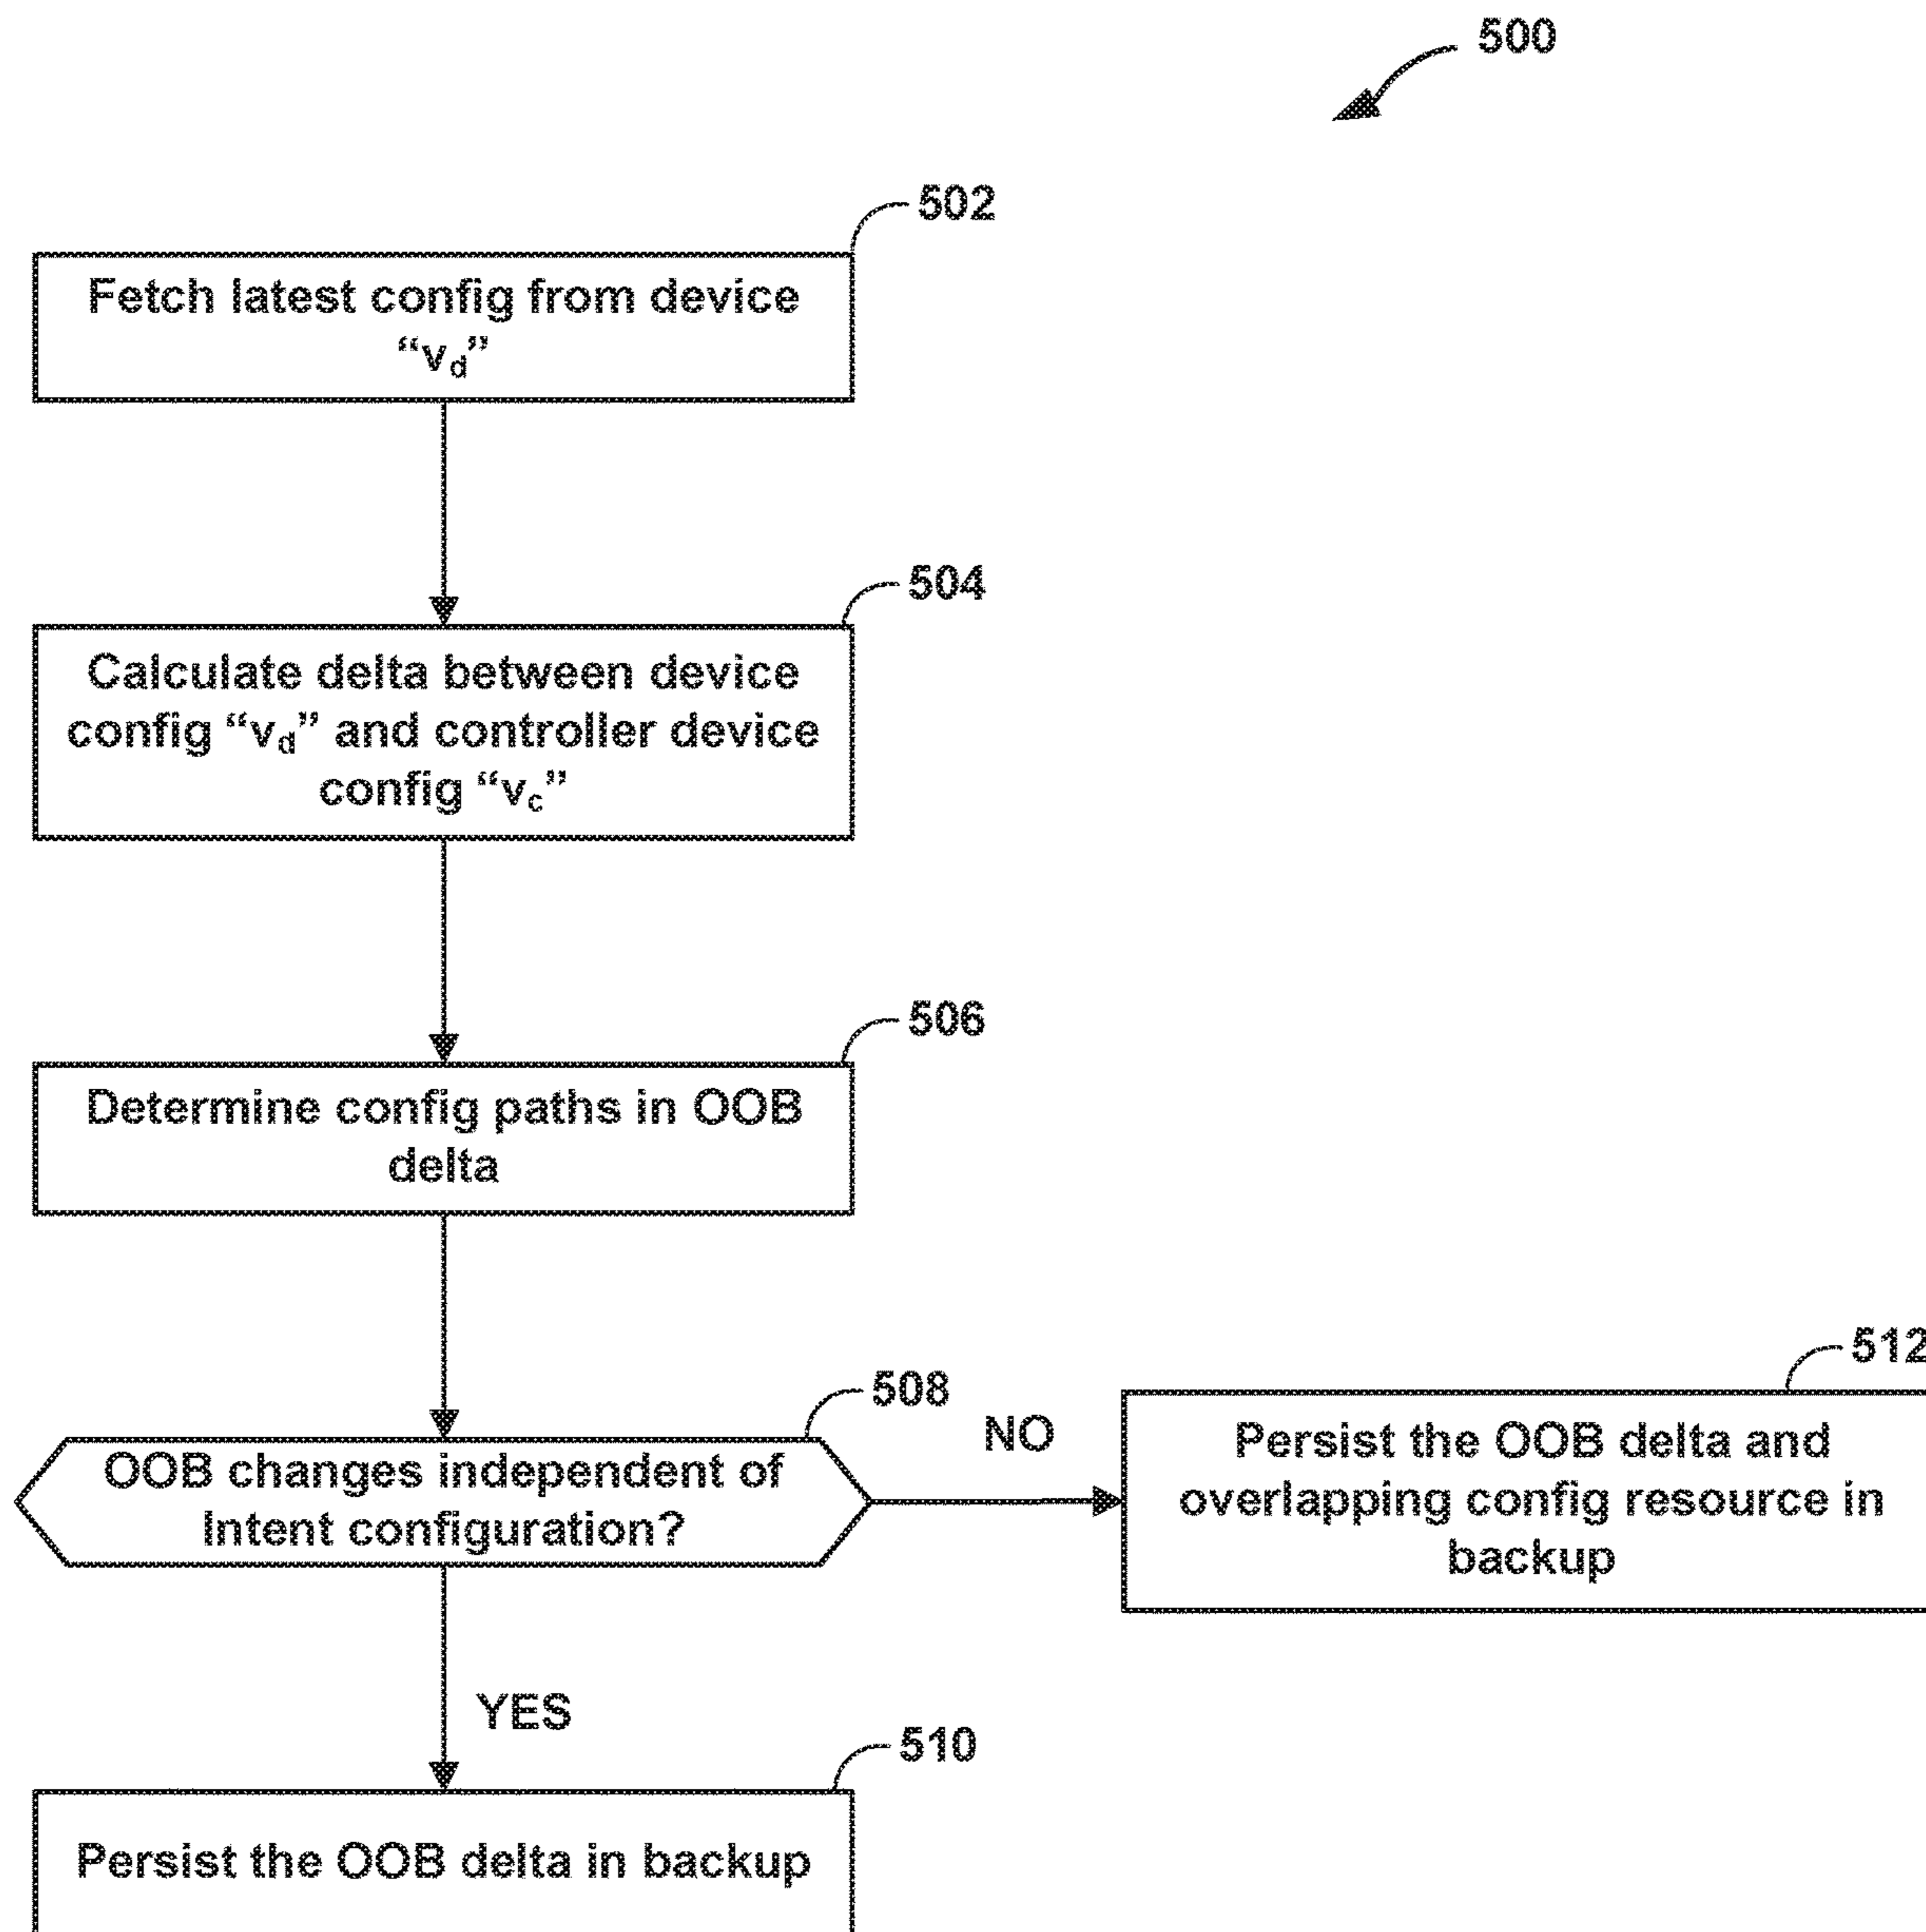 500
502
Fetch latest config from device
“vd”
504
Calculate delta between device
config “vd” and controller device
config “vc”
506
Determine config paths in OOB
delta
508
OOB changes independent of
Intent configuration?
NO
512
Persist the OOB delta and
overlapping config resource in
backup
YES
510
Persist the OOB delta in backup